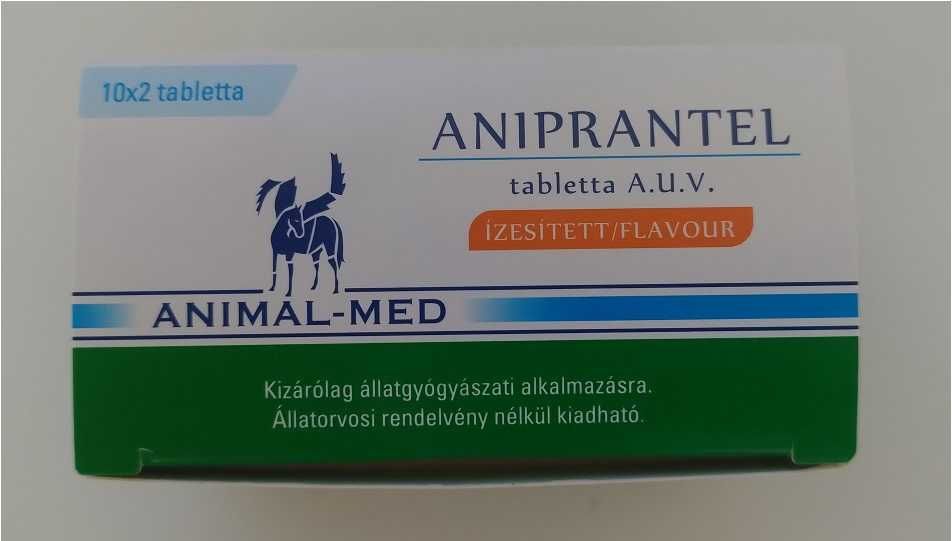 10x2 tabletta
ANIPRANTEL
tabletta A.U.V.
ÍZESÍTETT/FLAVOUR
ANIMAL-MED
Kizárólag állatgyógyászati alkalmazásra.
Állatorvosi rendelvény nélkül kiadható.